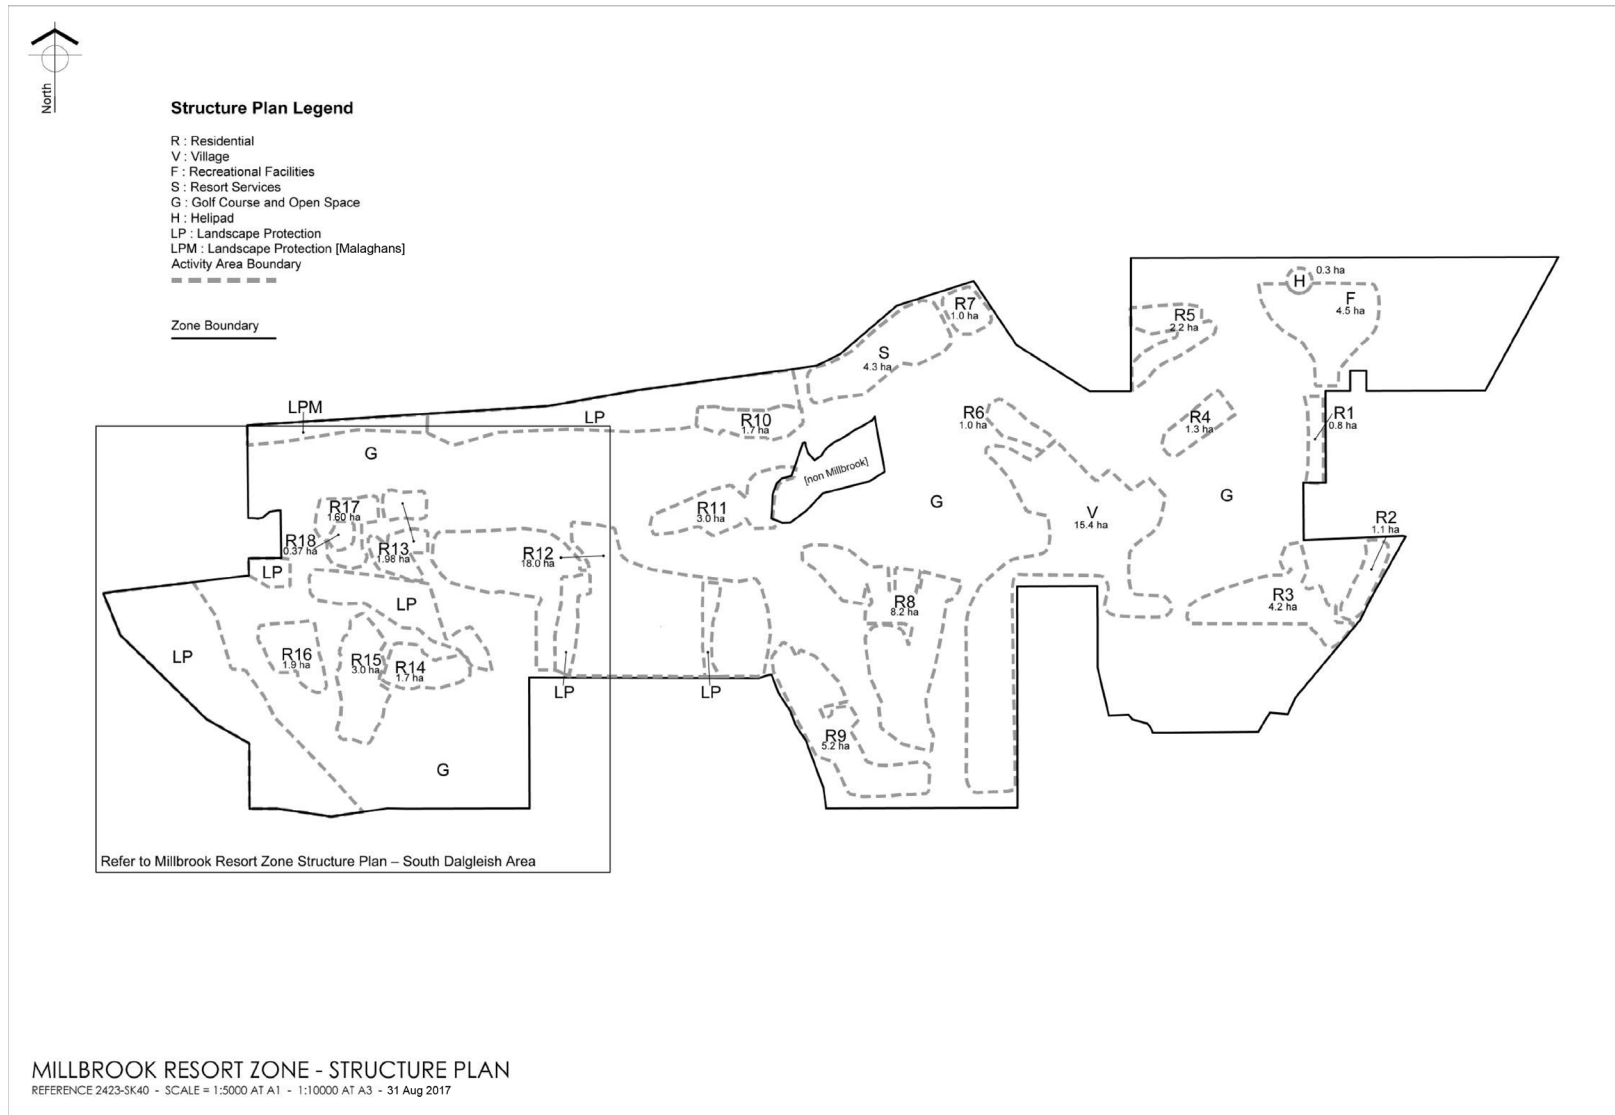 North
Structure Plan Legend
R : Residential
V : Village
F : Recreational Facilities
S : Resort Services
G : Golf Course and Open Space
H : Helipad
LP : Landscape Protection
LPM : Landscape Protection [Malaghans]
Activity Area Boundary
Zone Boundary
H
0.3 ha
F
4.5 ha
R7
1.0 ha
R5
2.2 ha
S
4.3 ha
LPM
LP
R10
1.7 ha
R6
1.0 ha
R4
1.3 ha
R1
0.8 ha
G
[non Millbrook]
G
G
R17
1.60 ha
R11
3.0 ha
V
15.4 ha
R2
1.1 ha
R18
0.37 ha
R13
1.98 ha
R12
18.0 ha
LP
LP
R8
8.2 ha
R3
4.2 ha
LP
R16
1.9 ha
R15
3.0 ha
R14
1.7 ha
LP
LP
R9
5.2 ha
G
Refer to Millbrook Resort Zone Structure Plan – South Dalgleish Area
MILLBROOK RESORT ZONE - STRUCTURE PLAN
REFERENCE 2423-SK40 - SCALE = 1:5000 AT A1 - 1:10000 AT A3 - 31 Aug 2017